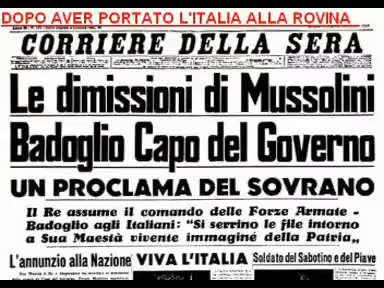 DOPO AVER PORTATO L'ITALIA ALLA ROVINA
CORRIERE DELLA SERA
Le dimissioni di Mussolini
Badoglio Capo del Governo
UN PROCLAMA DEL SOVRANO
Il Re assume il comando delle Forze Armate -
Badoglio agli Italiani: "Si serrino le file intorno
a Sua Maestà vivente immagine della Patria„
L'annunzio alla Nazione
VIVA L'ITALIA
Soldato del Sabotino e del Piave